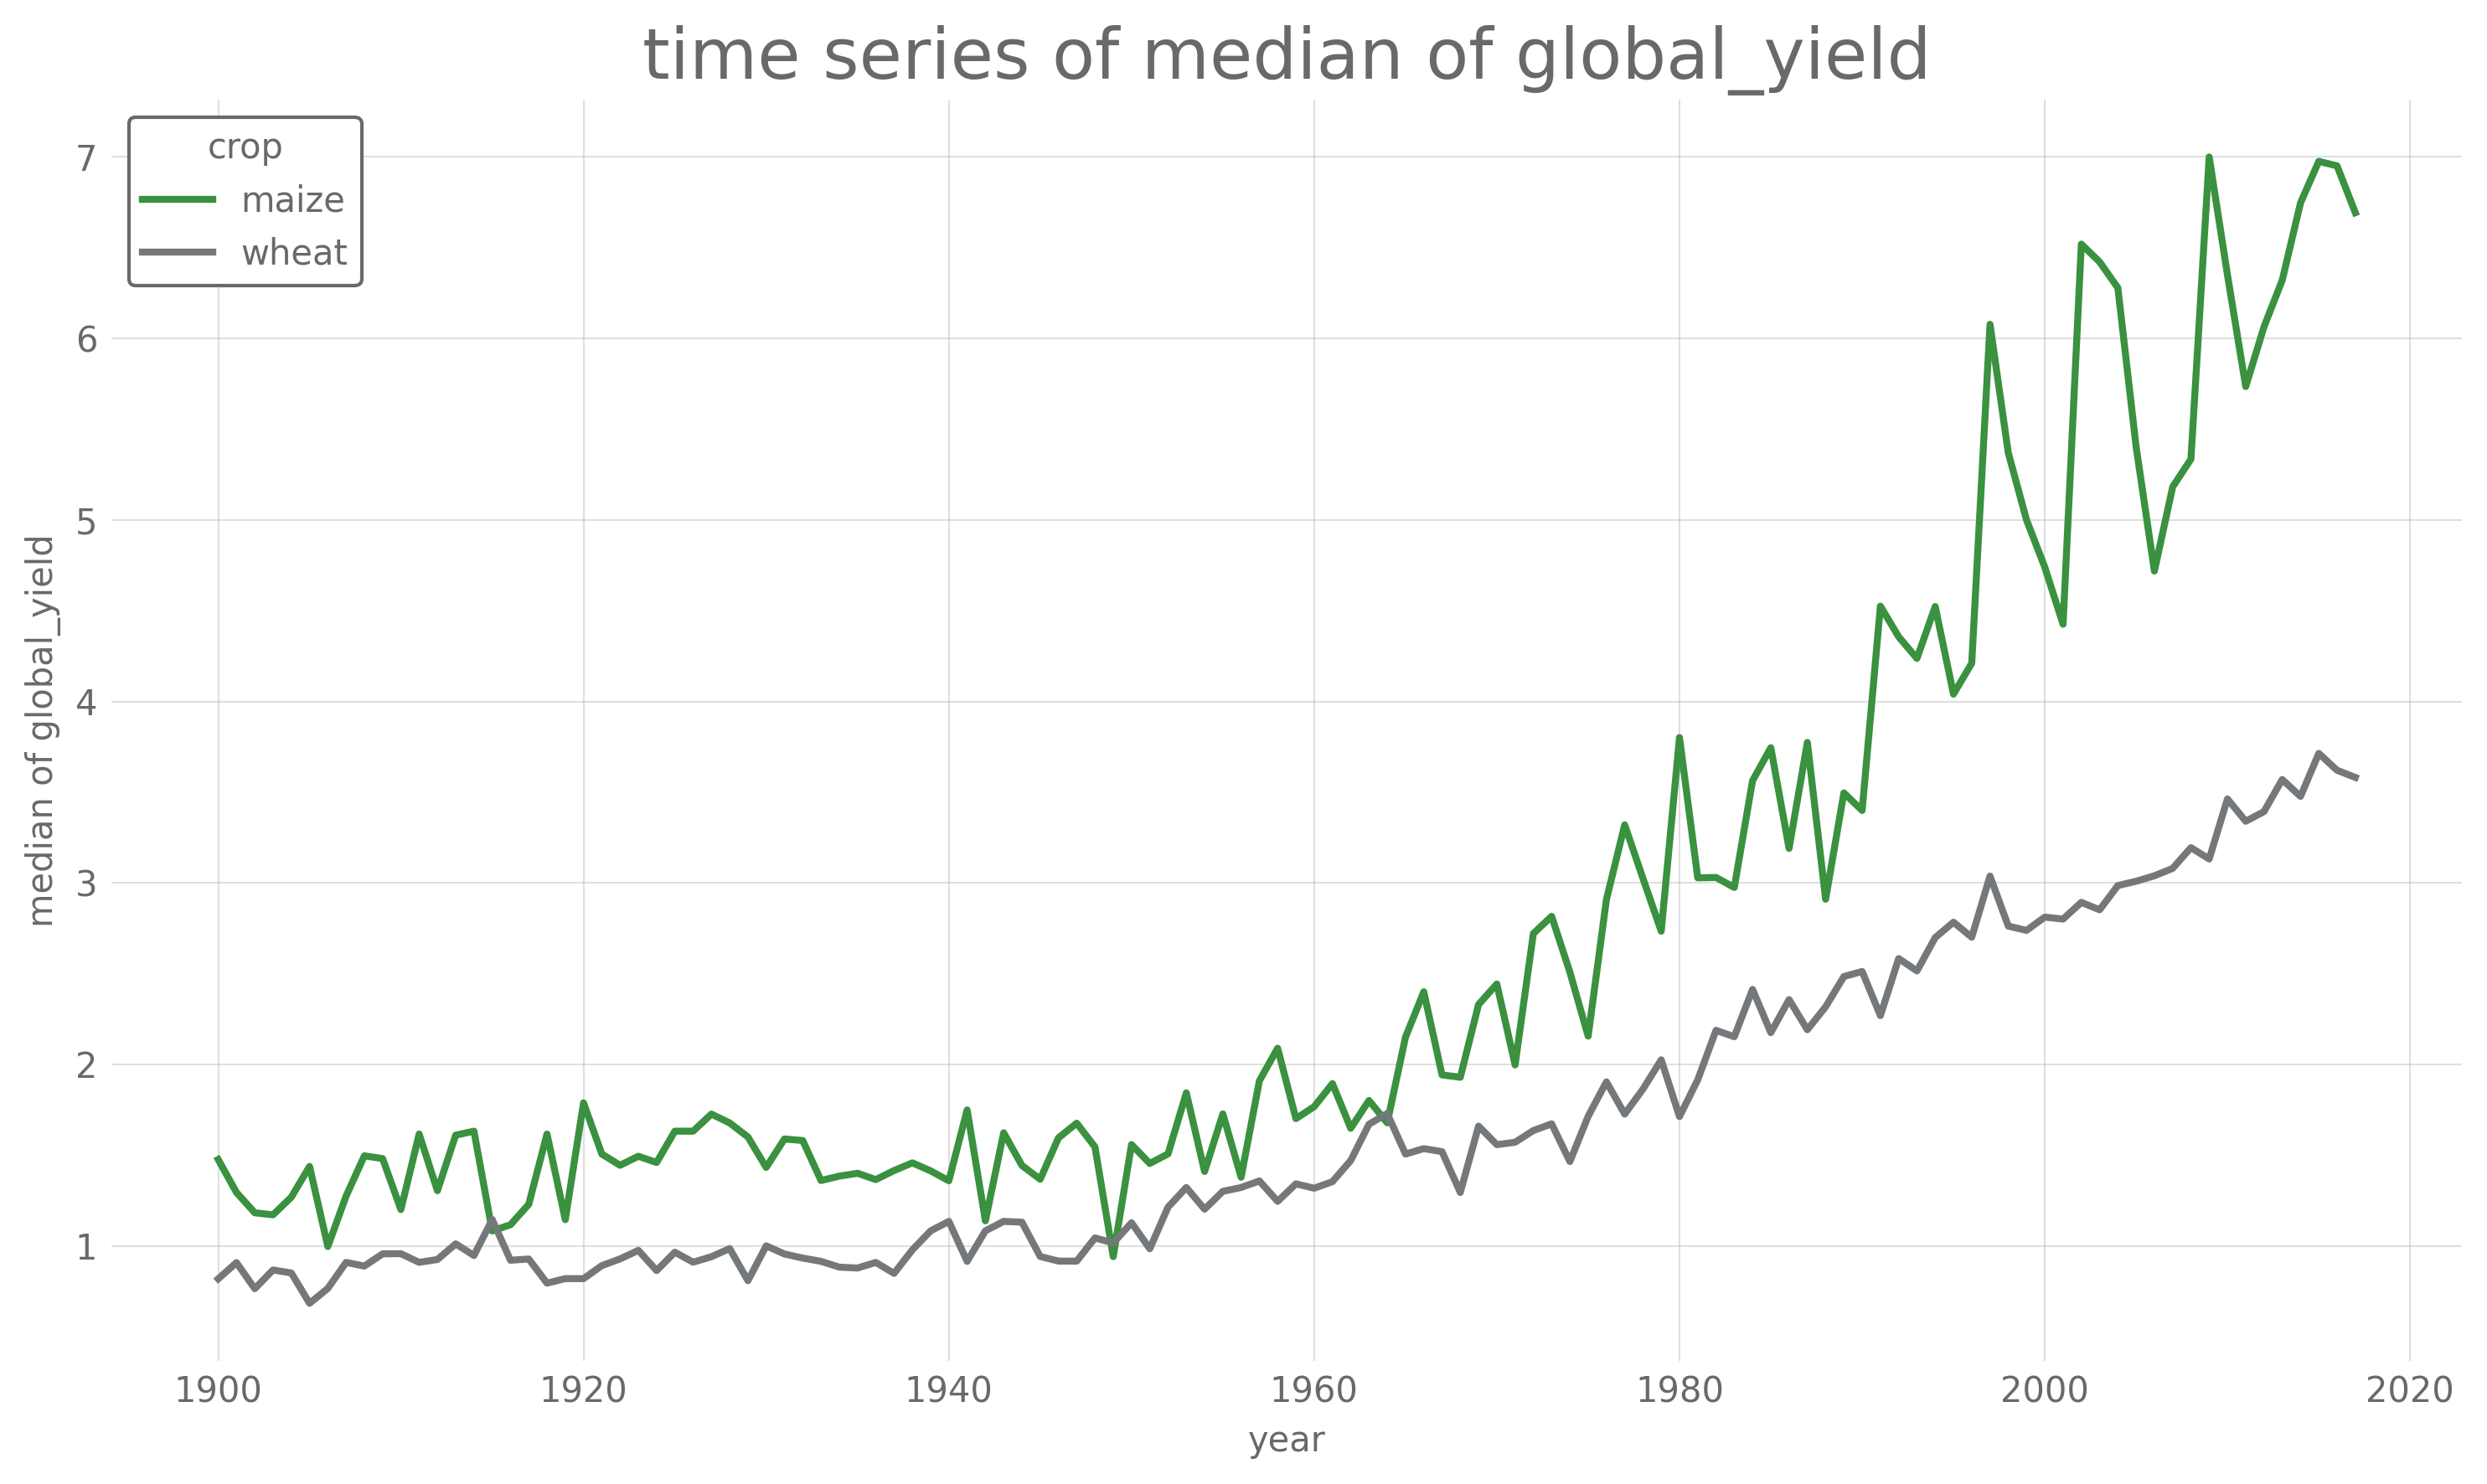 time series of median of global_yield
crop
maize
wheat
median of global_yield
7
6
5
4
3
2
1
1900 1920 1940 1960 1980 2000 2020
year